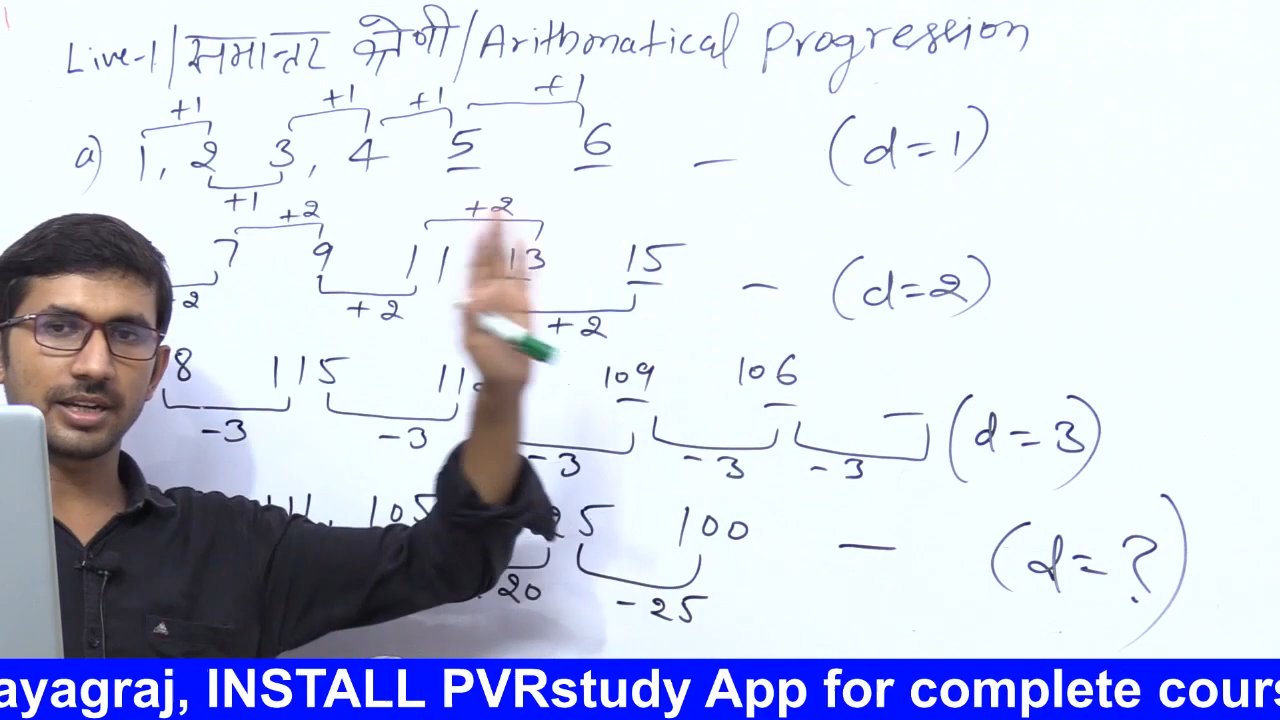 Live-1/समान्तर श्रेणी/Arithmatical Progression
+1 +1 +1 +1
a) 1, 2 3, 4 5 6 — (d=1)
+1
+2 +2
7 9 11 13 15 — (d=2)
+2 +2
8 115 109 106 — (d=3)
-3 -3 -3 -3 -3
111, 105 5 100 — (d=?)
20 -25
ayagraj, INSTALL PVRstudy App for complete cours